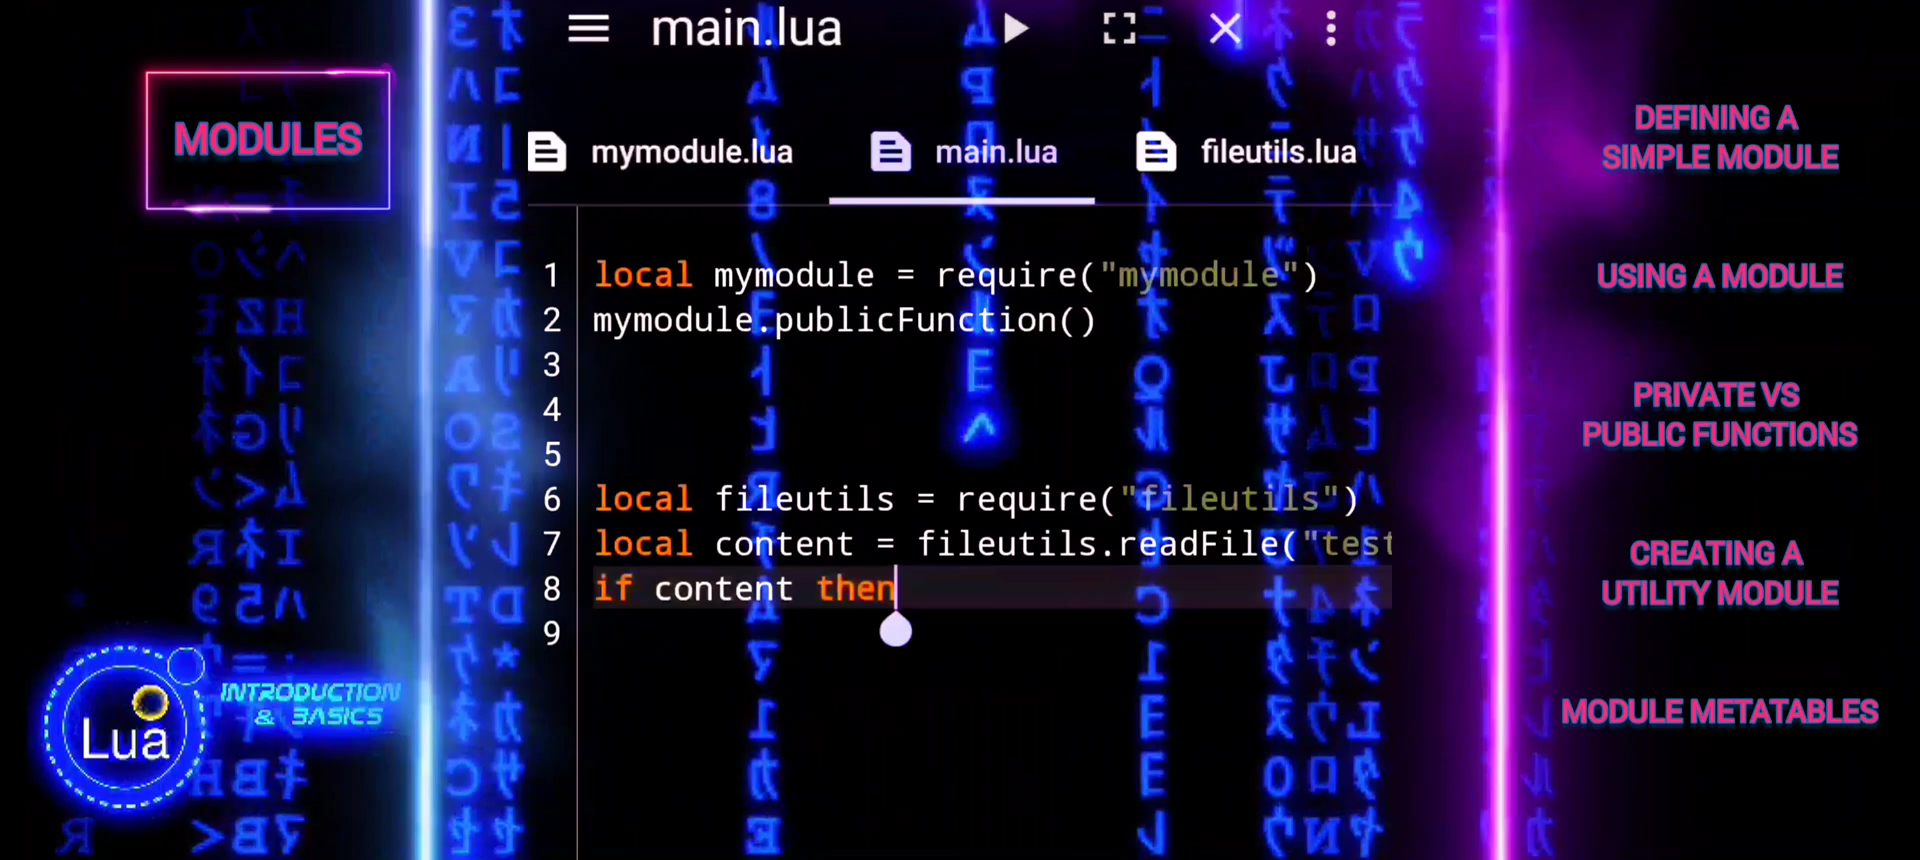 MODULES
main.lua
mymodule.lua
main.lua
fileutils.lua
1 local mymodule = require("mymodule")
2 mymodule.publicFunction()
3
4
5
6 local fileutils = require("fileutils")
7 local content = fileutils.readFile("test
8 if content then
9
DEFINING A
SIMPLE MODULE
USING A MODULE
PRIVATE VS
PUBLIC FUNCTIONS
CREATING A
UTILITY MODULE
MODULE METATABLES
Lua
INTRODUCTION
& BASICS